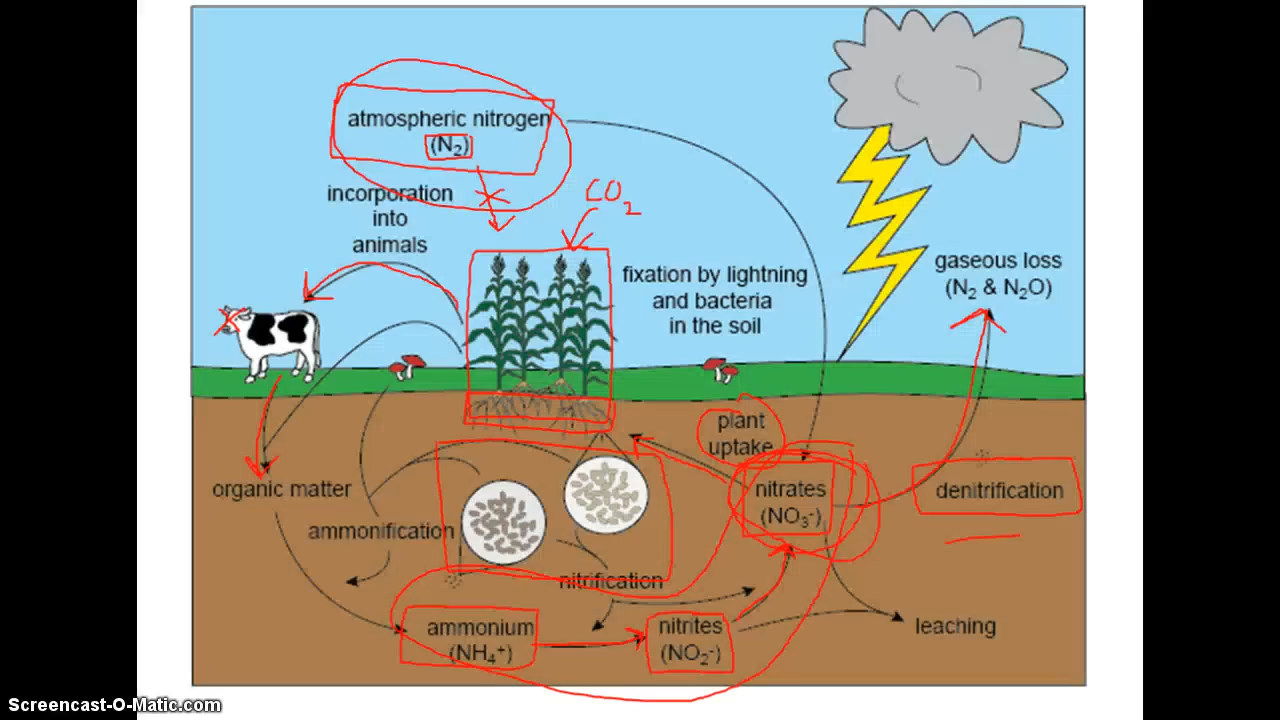 atmospheric nitrogen
(N₂)
incorporation
into
animals
CO₂
fixation by lightning
and bacteria
in the soil
gaseous loss
(N₂ & N₂O)
plant
uptake
organic matter
nitrates
(NO₃⁻)
denitrification
ammonification
nitrification
ammonium
(NH₄⁺)
nitrites
(NO₂⁻)
leaching
Screencast-O-Matic.com